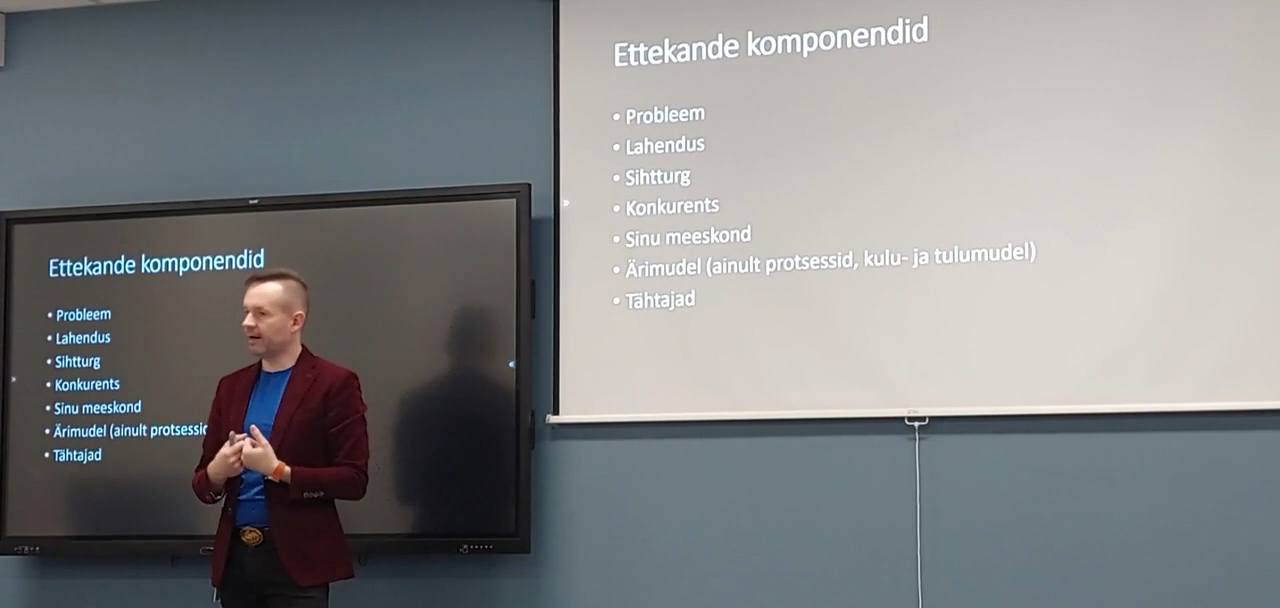 Ettekande komponendid
• Probleem
• Lahendus
• Sihtturg
• Konkurents
• Sinu meeskond
• Ärimudel (ainult protsessid, kulu- ja tulumudel)
• Tähtajad
Ettekande komponendid
• Probleem
• Lahendus
• Sihtturg
• Konkurents
• Sinu meeskond
• Ärimudel (ainult protsessid
• Tähtajad